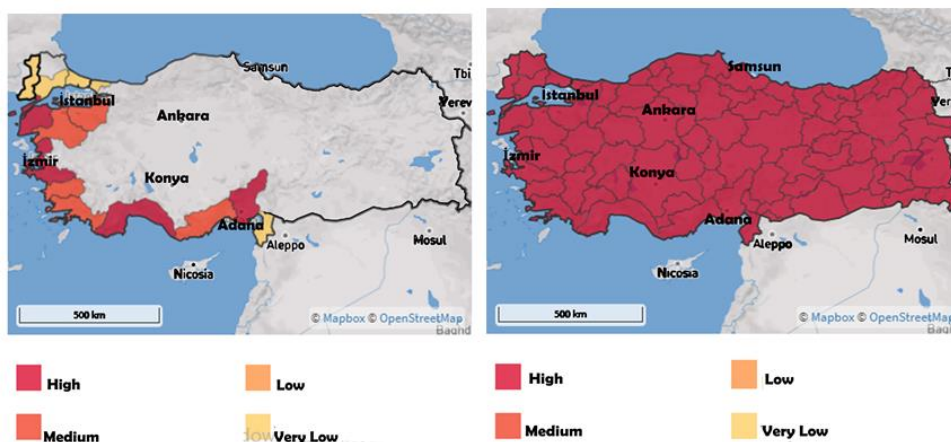 Samsun
Tbi
İstanbul
Ankara
Yerev
İzmir
Konya
Adana
Aleppo
Mosul
Nicosia
500 km
© Mapbox © OpenStreetMap
Baghd
High
Low
Medium
Very Low
Samsun
İstanbul
Ankara
İzmir
Konya
Adana
Aleppo
Mosul
Nicosia
500 km
© Mapbox © OpenStreetMap
Bagh
High
Low
Medium
Very Low